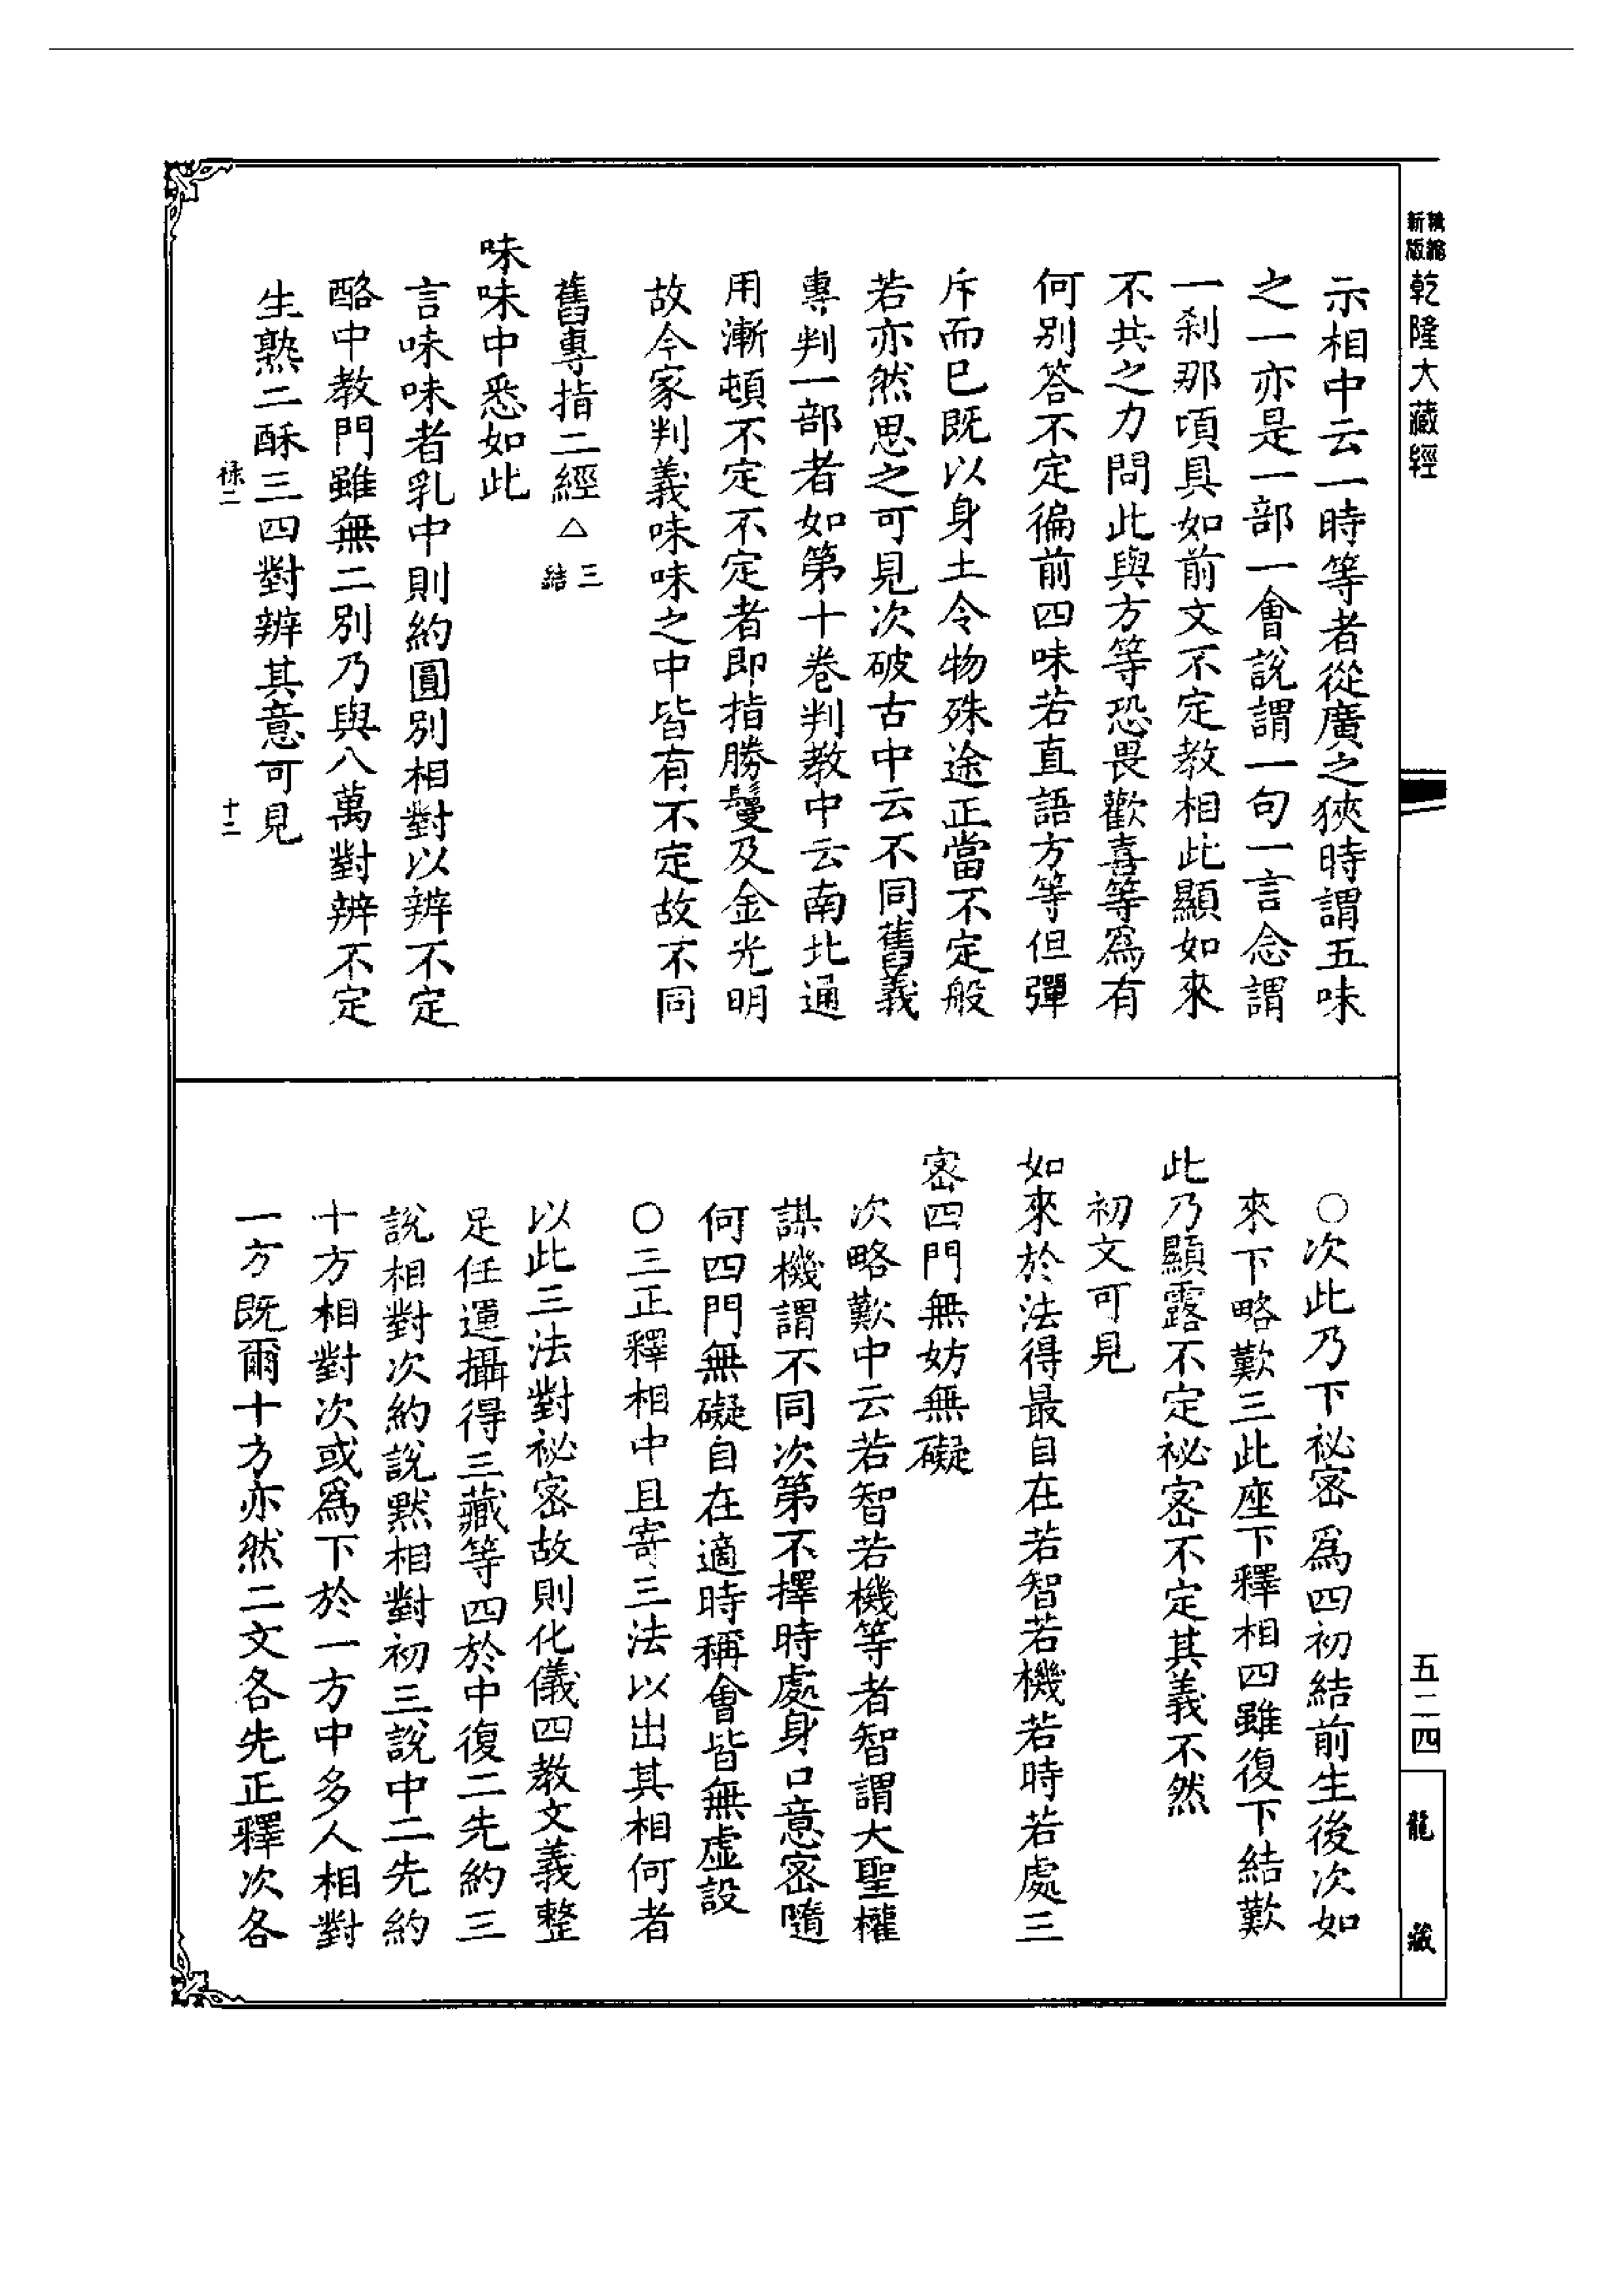 精縮新版
乾隆大藏經
示相中云一時等者從廣之狹時謂五味
之一亦是一部一會說謂一句一言念謂
一刹那頃具如前文不定教相此顯如來
不共之力問此與方等恐畏歡喜等爲有
何別答不定徧前四味若直語方等但彈
斥而已既以身土令物殊途正當不定般
若亦然思之可見次破古中云不同舊義
專判一部者如第十卷判教中云南北通
用漸頓不定不定者即指勝鬘及金光明
故今家判義味味之中皆有不定故不同
舊專指二經△三結
味味中悉如此
言味味者乳中則約圓別相對以辨不定
酪中教門雖無二別乃與八萬對辨不定
生熟二酥三四對辨其意可見
祿二
十二
○次此乃下祕密爲四初結前生後次如
來下略歎三此座下釋相四雖復下結歎
此乃顯露不定祕密不定其義不然
初文可見
如來於法得最自在若智若機若時若處三
密四門無妨無礙
次略歎中云若智若機等者智謂大聖權
謀機謂不同次第不擇時處身口意密隨
何四門無礙自在適時稱會皆無虛設
○三正釋相中且寄三法以出其相何者
以此三法對祕密故則化儀四教文義整
足任運攝得三藏等四於中復二先約三
說相對次約說默相對初三說中二先約
十方相對次或爲下於一方中多人相對
一方既爾十方亦然二文各先正釋次各
五二四
龍藏